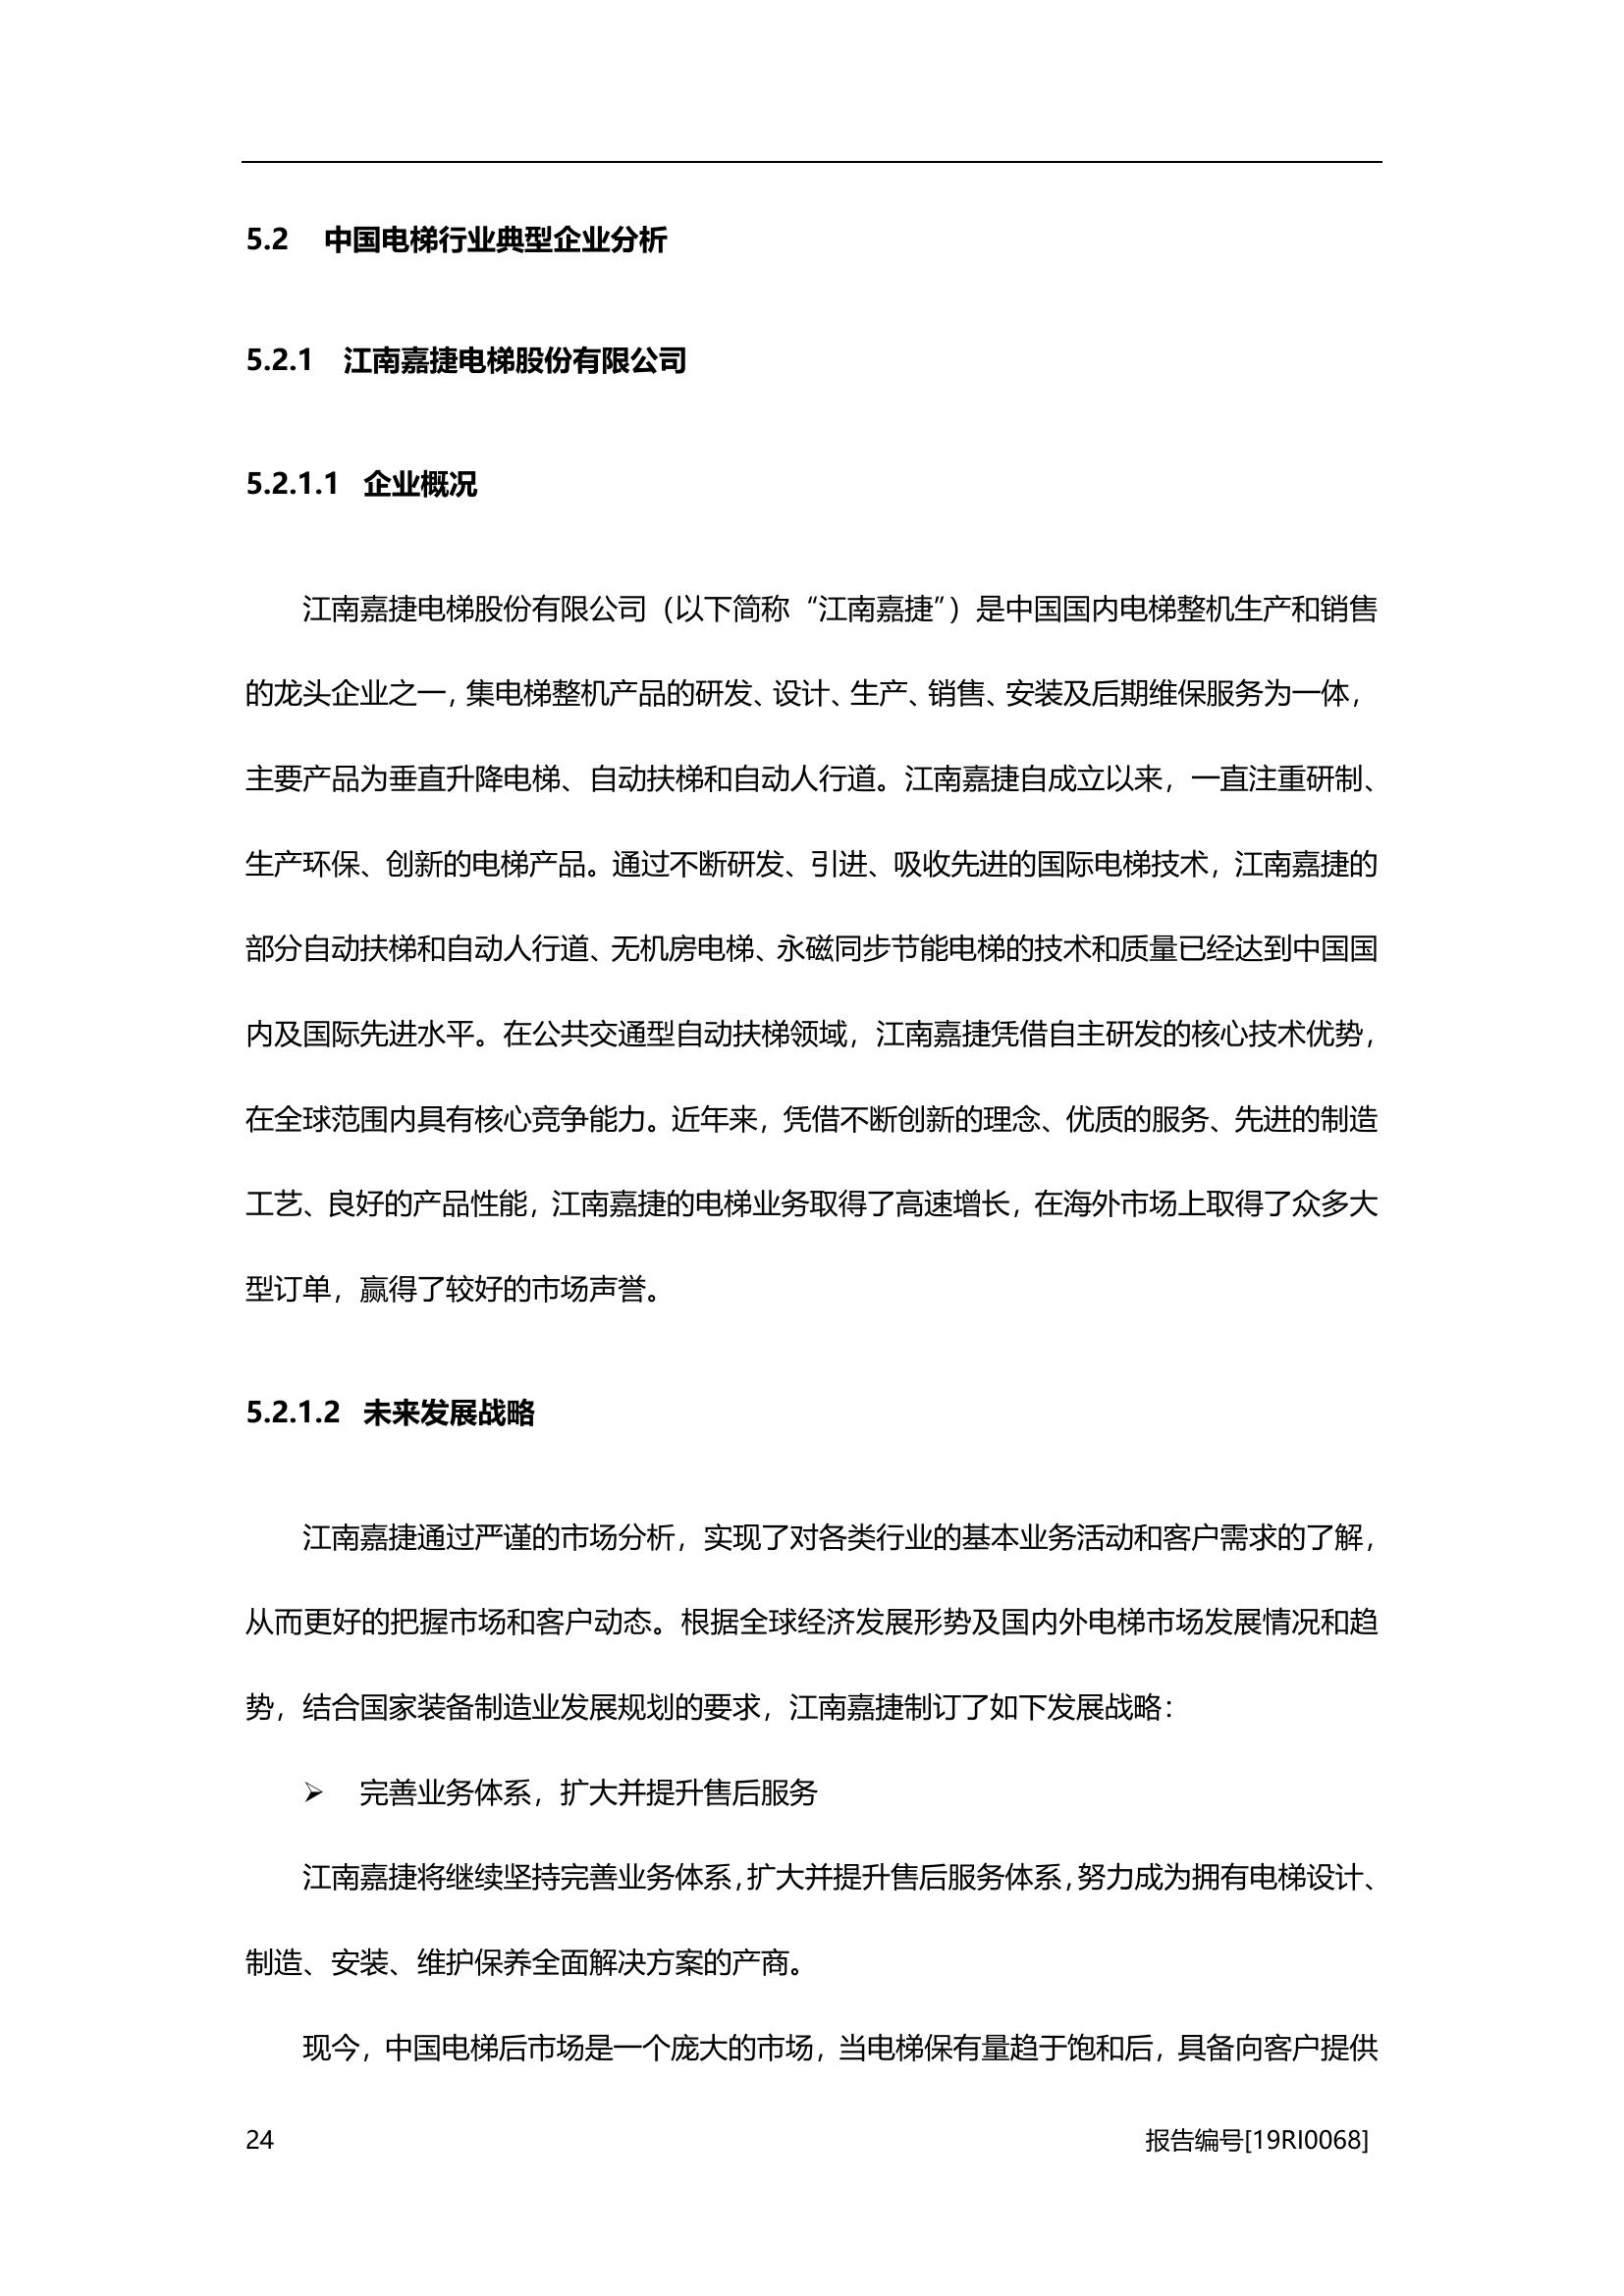 5.2 中国电梯行业典型企业分析
5.2.1 江南嘉捷电梯股份有限公司
5.2.1.1 企业概况
江南嘉捷电梯股份有限公司（以下简称“江南嘉捷”）是中国国内电梯整机生产和销售
的龙头企业之一，集电梯整机产品的研发、设计、生产、销售、安装及后期维保服务为一体，
主要产品为垂直升降电梯、自动扶梯和自动人行道。江南嘉捷自成立以来，一直注重研制、
生产环保、创新的电梯产品。通过不断研发、引进、吸收先进的国际电梯技术，江南嘉捷的
部分自动扶梯和自动人行道、无机房电梯、永磁同步节能电梯的技术和质量已经达到中国国
内及国际先进水平。在公共交通型自动扶梯领域，江南嘉捷凭借自主研发的核心技术优势，
在全球范围内具有核心竞争能力。近年来，凭借不断创新的理念、优质的服务、先进的制造
工艺、良好的产品性能，江南嘉捷的电梯业务取得了高速增长，在海外市场上取得了众多大
型订单，赢得了较好的市场声誉。
5.2.1.2 未来发展战略
江南嘉捷通过严谨的市场分析，实现了对各类行业的基本业务活动和客户需求的了解，
从而更好的把握市场和客户动态。根据全球经济发展形势及国内外电梯市场发展情况和趋
势，结合国家装备制造业发展规划的要求，江南嘉捷制订了如下发展战略：
➢ 完善业务体系，扩大并提升售后服务
江南嘉捷将继续坚持完善业务体系，扩大并提升售后服务体系，努力成为拥有电梯设计、
制造、安装、维护保养全面解决方案的产商。
现今，中国电梯后市场是一个庞大的市场，当电梯保有量趋于饱和后，具备向客户提供
24 报告编号[19RI0068]